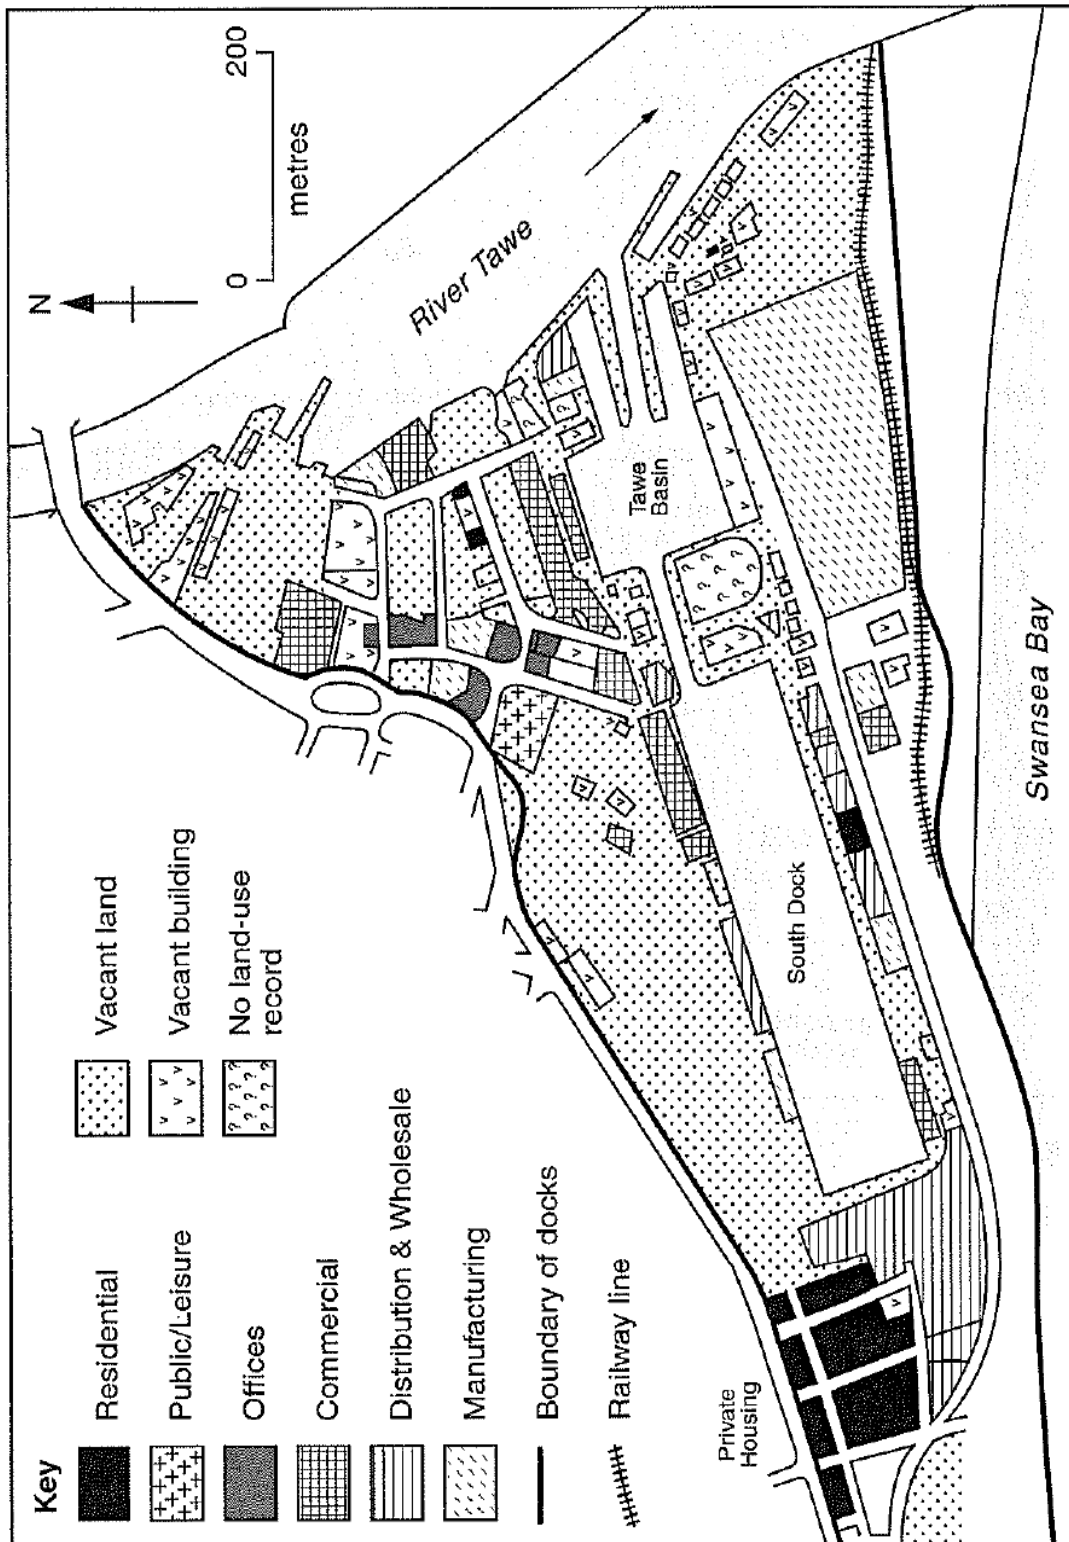 Key
Residential
Public/Leisure
Offices
Commercial
Distribution & Wholesale
Manufacturing
Boundary of docks
Railway line
Vacant land
Vacant building
No land-use
record
N
0
200
metres
River Tawe
Tawe
Basin
South Dock
Private
Housing
Swansea Bay